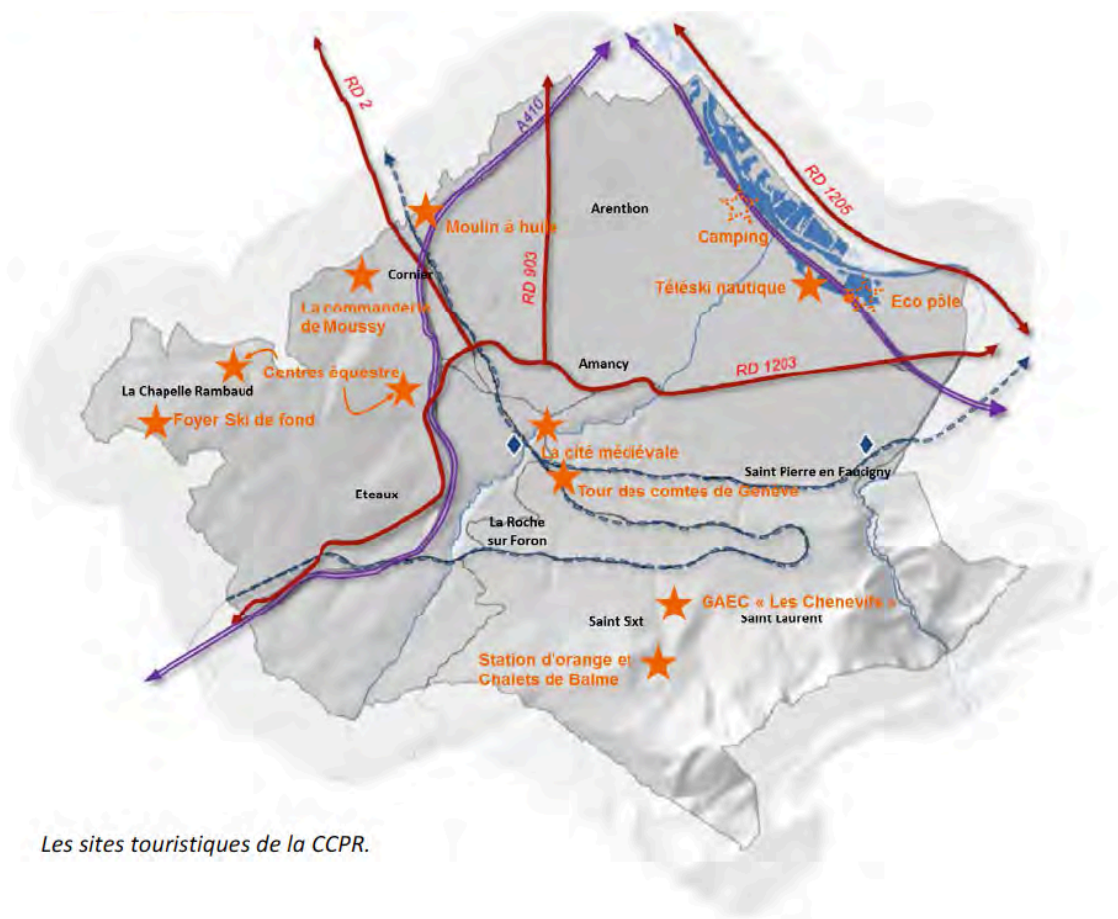 RD 2
A410
RD 1205
Arenthon
Moulin à huile
Camping
RD 903
Cornier
Téléski nautique
Eco pôle
La commanderie
de Moussy
Amancy
RD 1203
Centres équestre
La Chapelle Rambaud
Foyer Ski de fond
La cité médiévale
Saint Pierre en Faucigny
Tour des comtes de Genève
Eteaux
La Roche
sur Foron
GAEC « Les Chenevifs »
Saint Sixt
Saint Laurent
Station d'orange et
Chalets de Balme
Les sites touristiques de la CCPR.